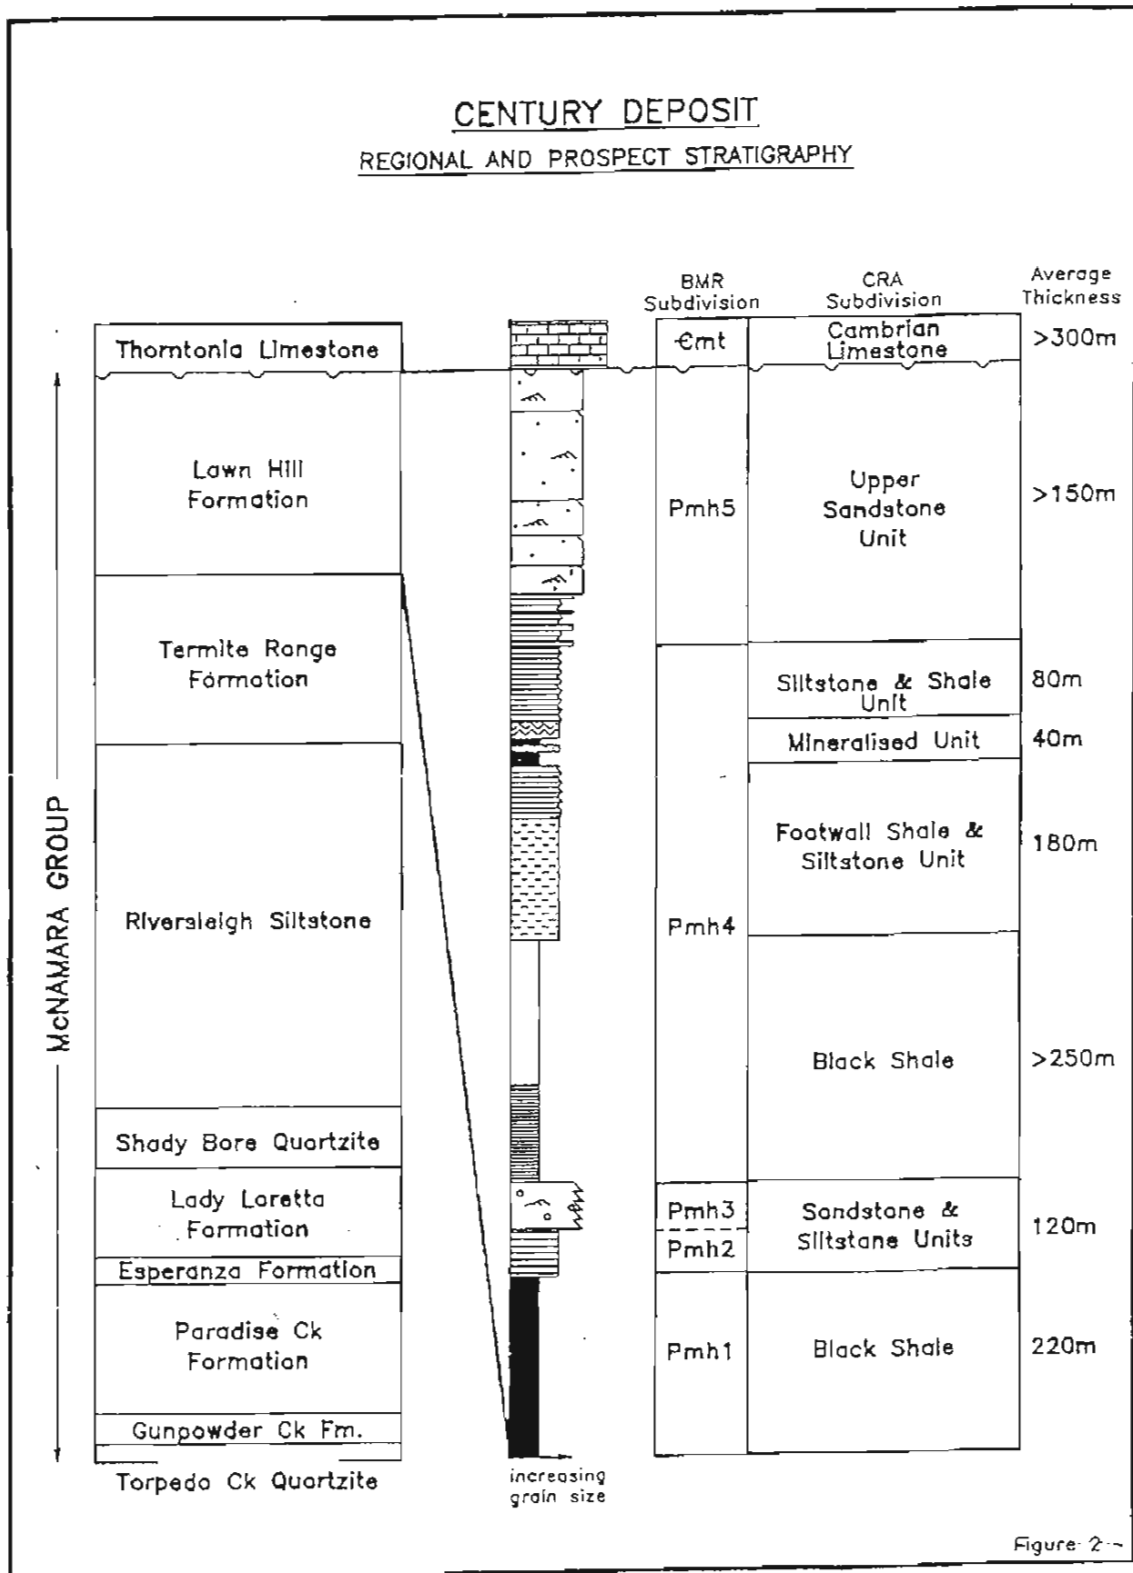 CENTURY DEPOSIT
REGIONAL AND PROSPECT STRATIGRAPHY
BMR
Subdivision
CRA
Subdivision
Average
Thickness
McNAMARA GROUP
Thorntonia Limestone
Lawn Hill
Formation
Termite Range
Formation
Riversleigh Siltstone
Shady Bore Quartzite
Lady Loretta
Formation
Esperanza Formation
Paradise Ck
Formation
Gunpowder Ck Fm.
Torpedo Ck Quartzite
increasing
grain size
Єmt
Pmh5
Pmh4
Pmh3
Pmh2
Pmh1
Cambrian
Limestone
Upper
Sandstone
Unit
Siltstone & Shale
Unit
Mineralised Unit
Footwall Shale &
Siltstone Unit
Black Shale
Sandstone &
Siltstane Units
Black Shale
>300m
>150m
80m
40m
180m
>250m
120m
220m
Figure 2